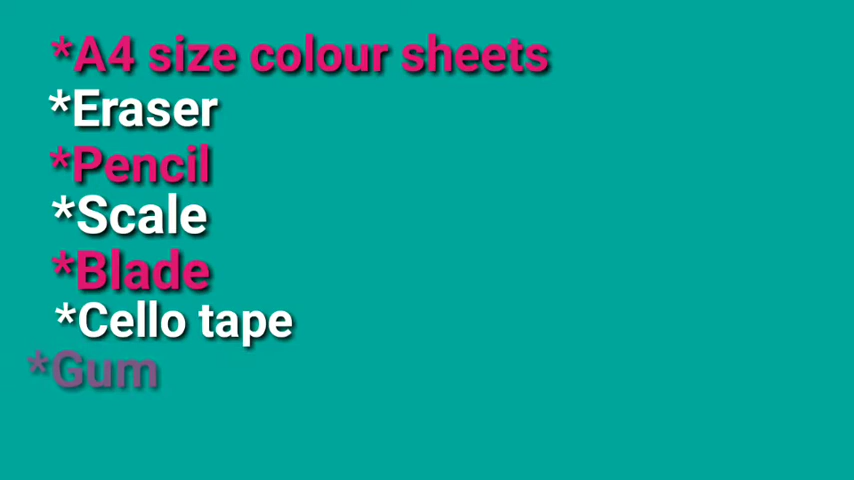 *A4 size colour sheets
*Eraser
*Pencil
*Scale
*Blade
*Cello tape
*Gum